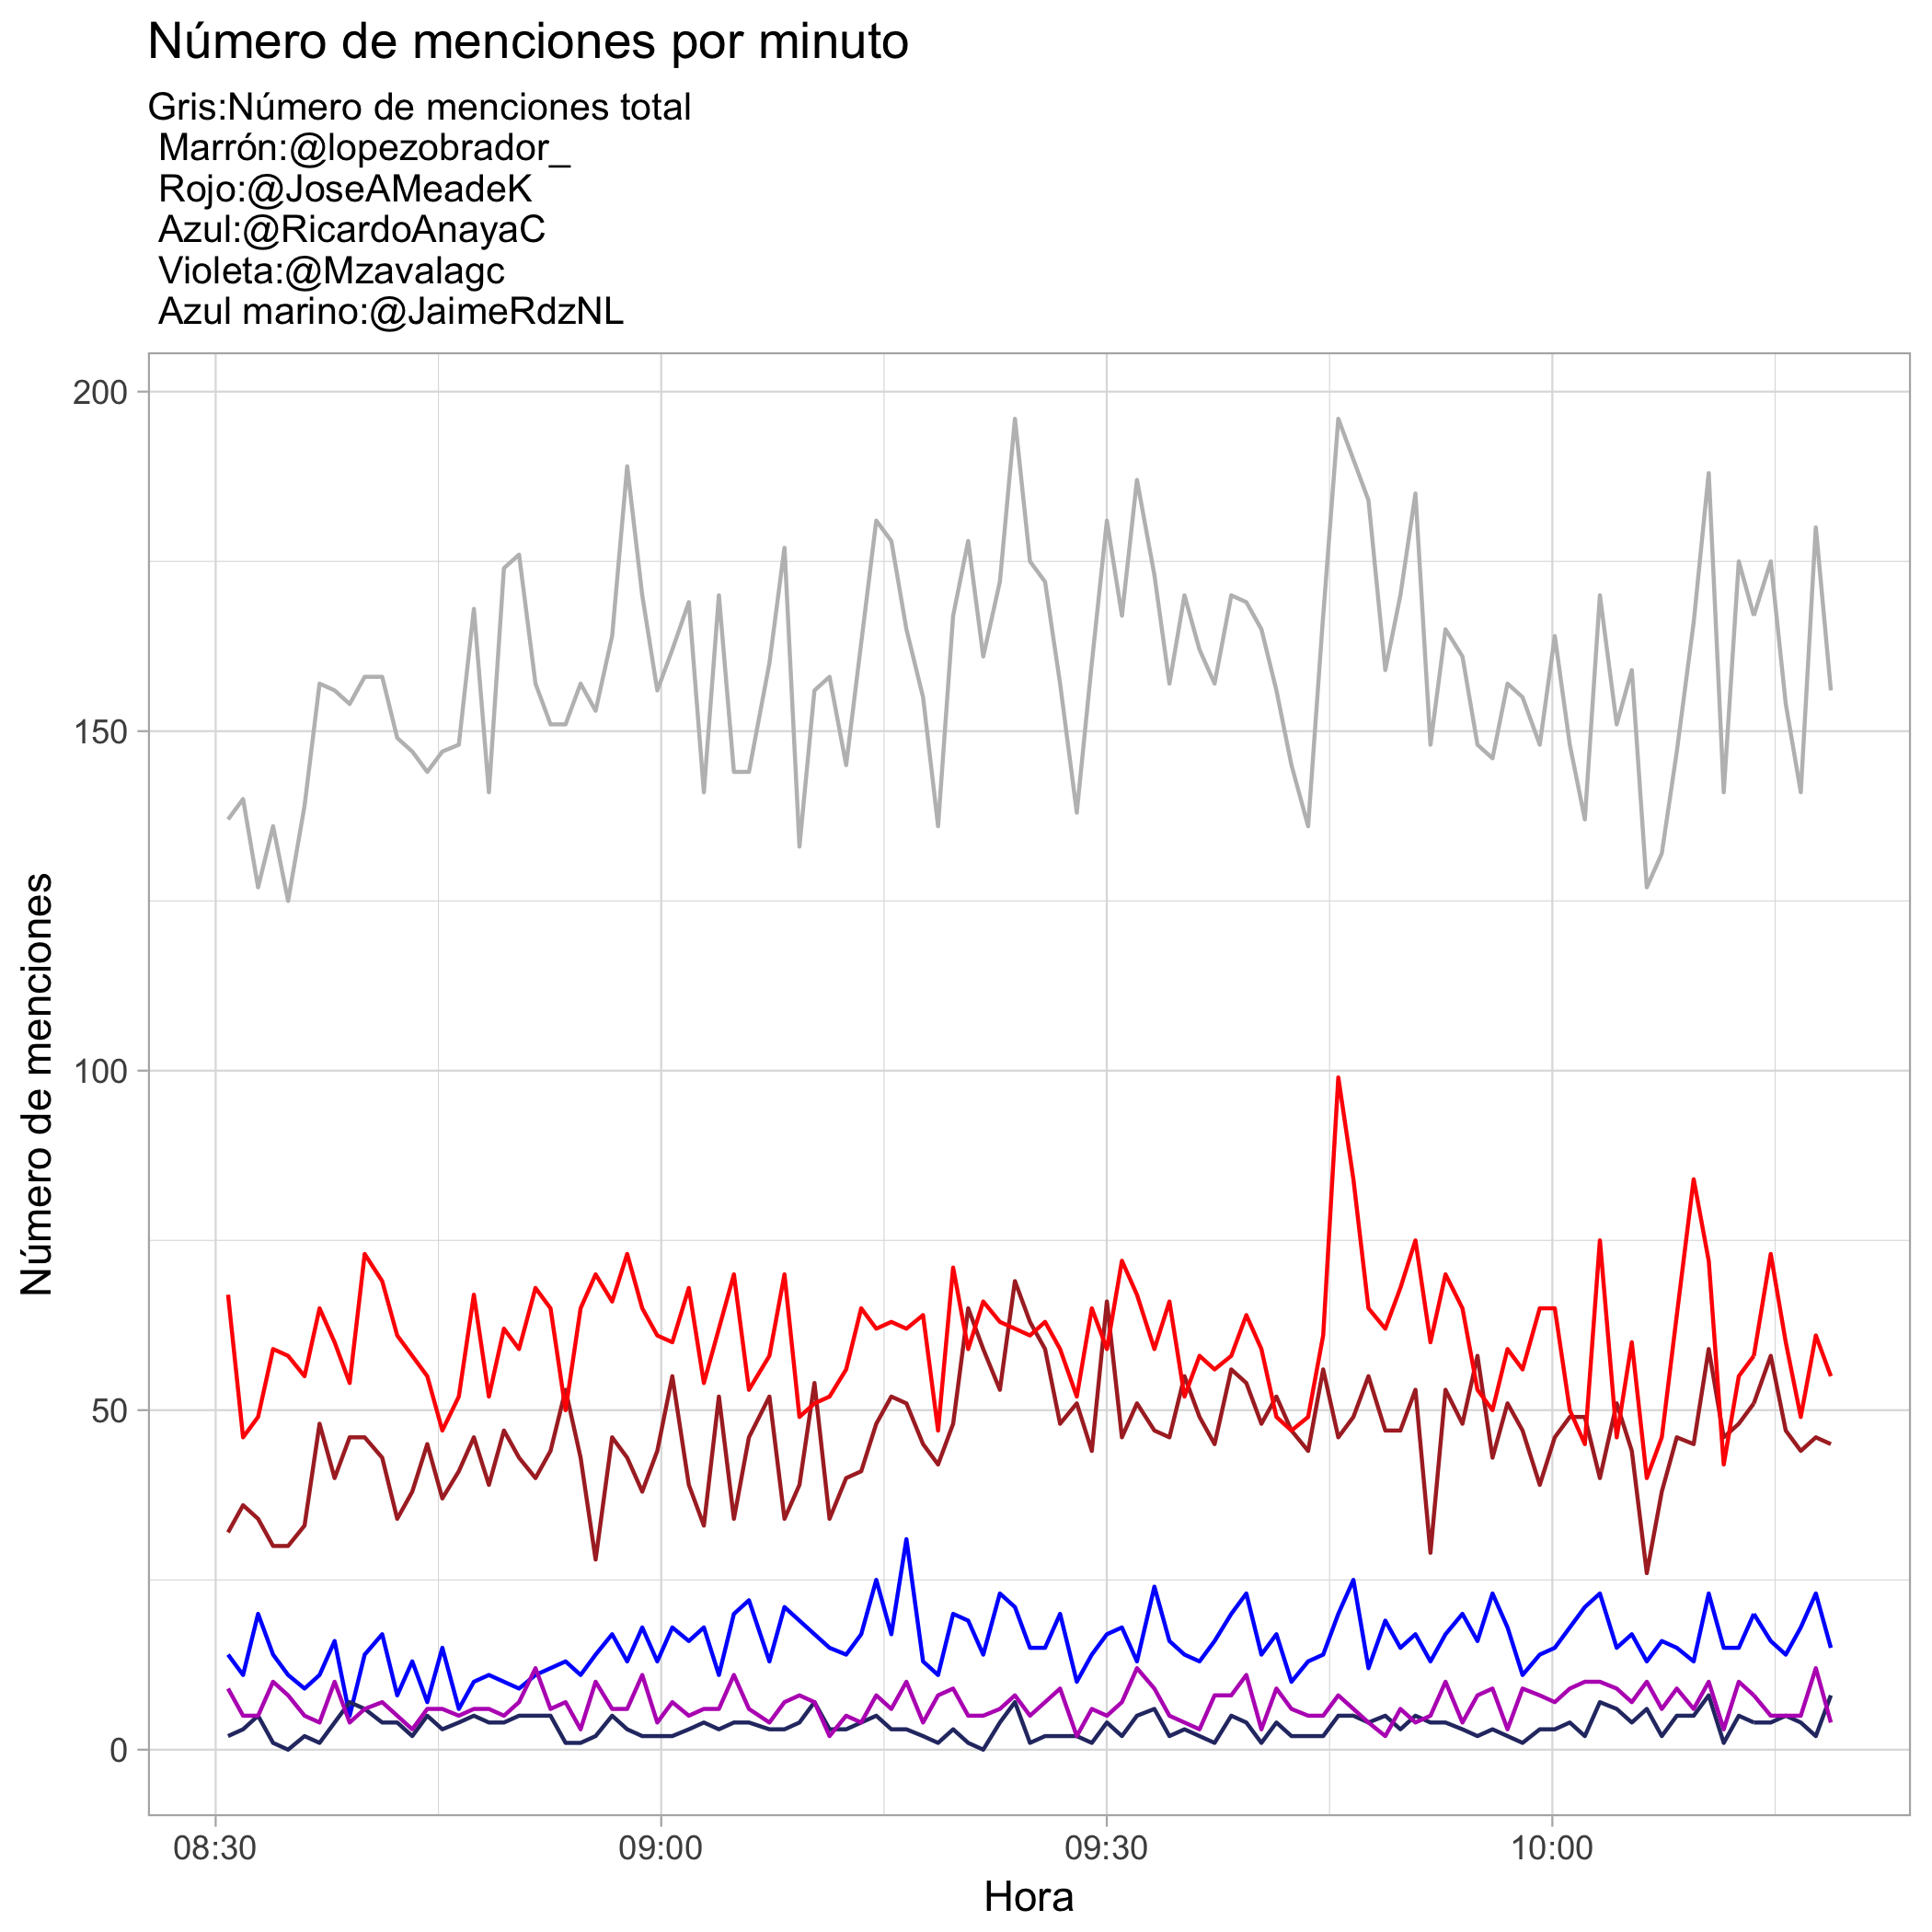 Número de menciones por minuto
Gris:Número de menciones total
Marrón:@lopezobrador_
Rojo:@JoseAMeadeK
Azul:@RicardoAnayaC
Violeta:@Mzavalagc
Azul marino:@JaimeRdzNL
200
150
100
50
0
Número de menciones
08:30
09:00
09:30
10:00
Hora